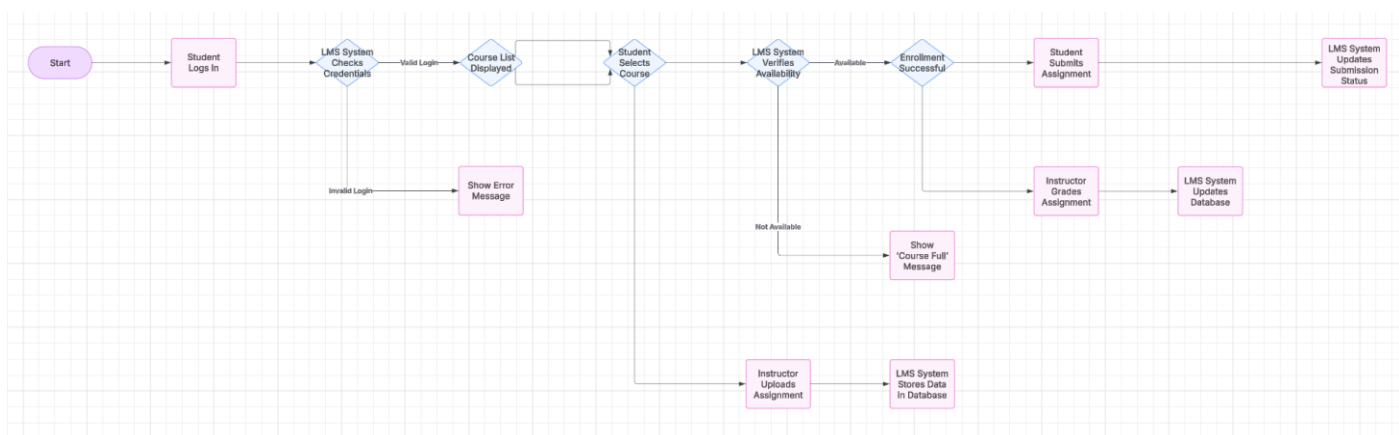 Start
Student
Logs In
LMS System
Checks
Credentials
Valid Login
Course List
Displayed
Student
Selects
Course
LMS System
Verifies
Availability
Available
Enrollment
Successful
Student
Submits
Assignment
LMS System
Updates
Submission
Status
Invalid Login
Show Error
Message
Instructor
Grades
Assignment
LMS System
Updates
Database
Not Available
Show
'Course Full'
Message
Instructor
Uploads
Assignment
LMS System
Stores Data
In Database